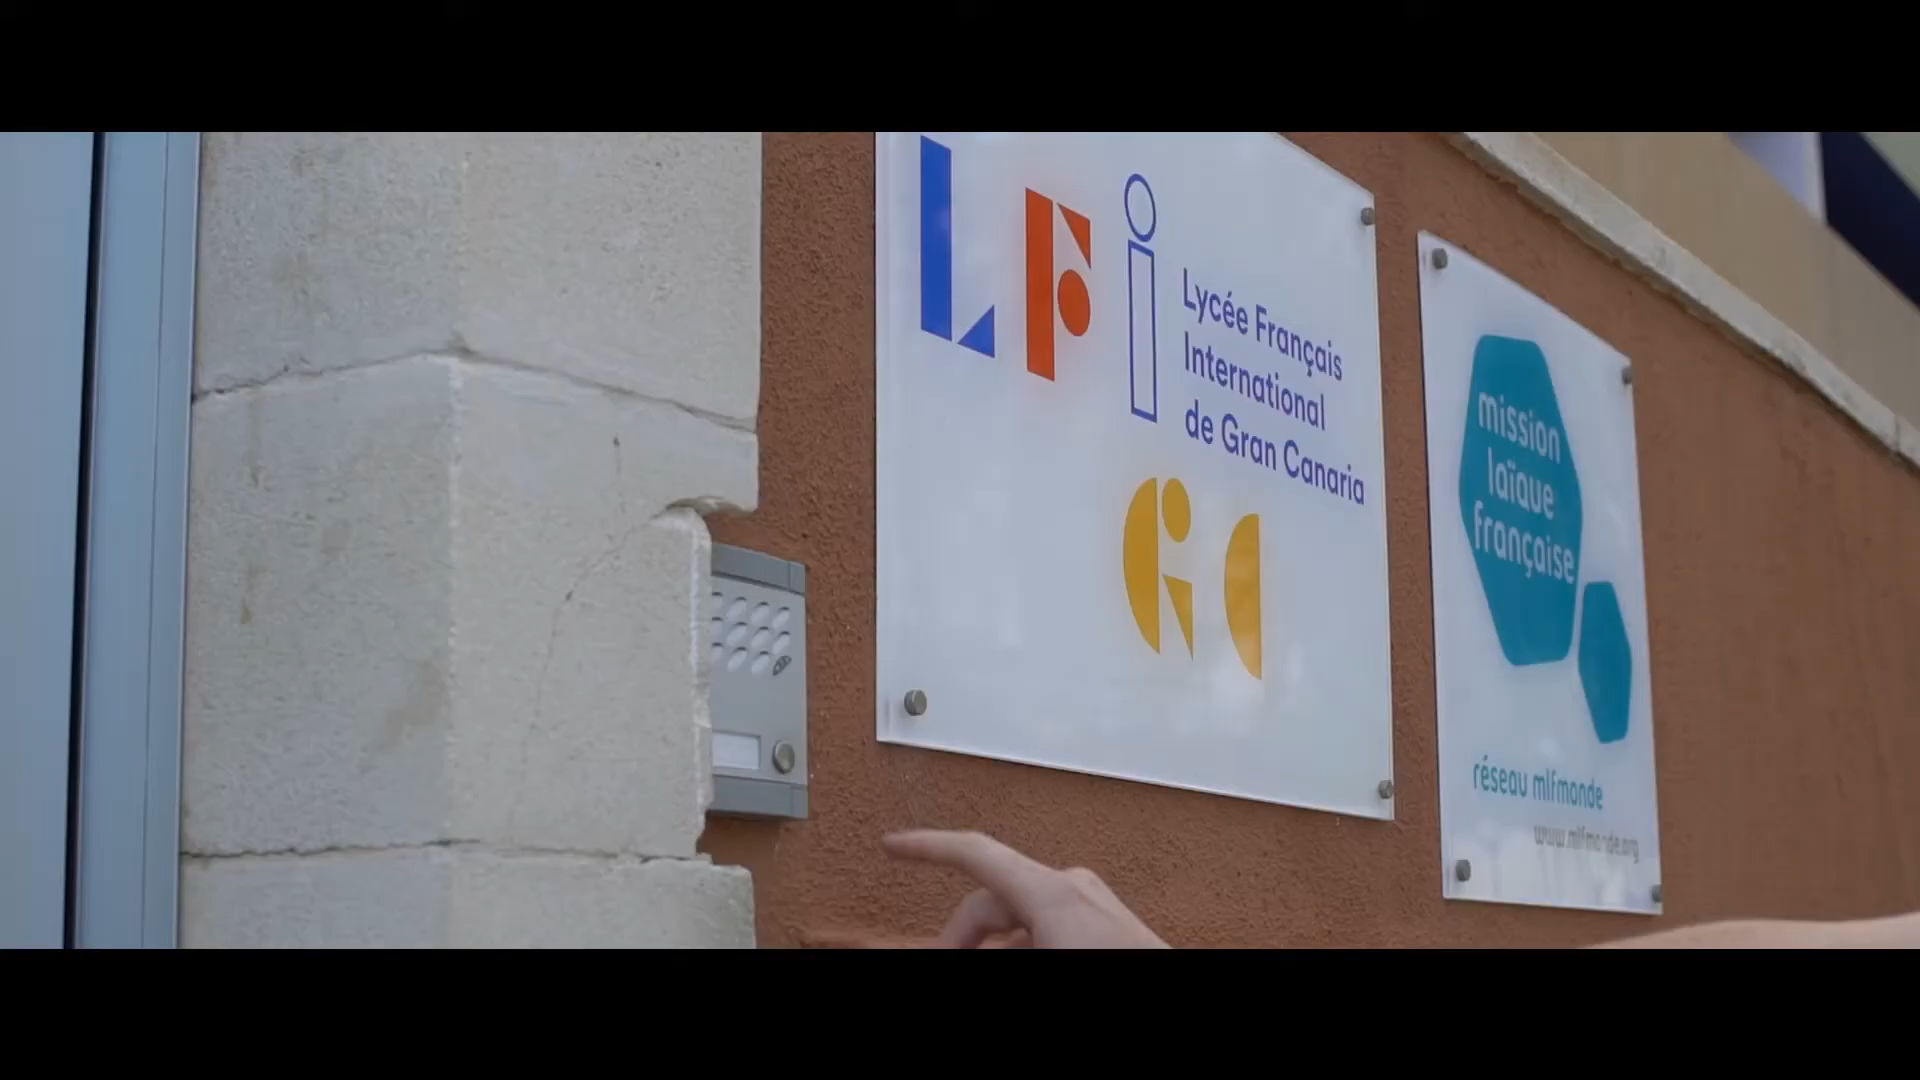 LFi
Lycée Français
International
de Gran Canaria
GC
mission
laïque
française
réseau mlfmonde
www.mlfmonde.org